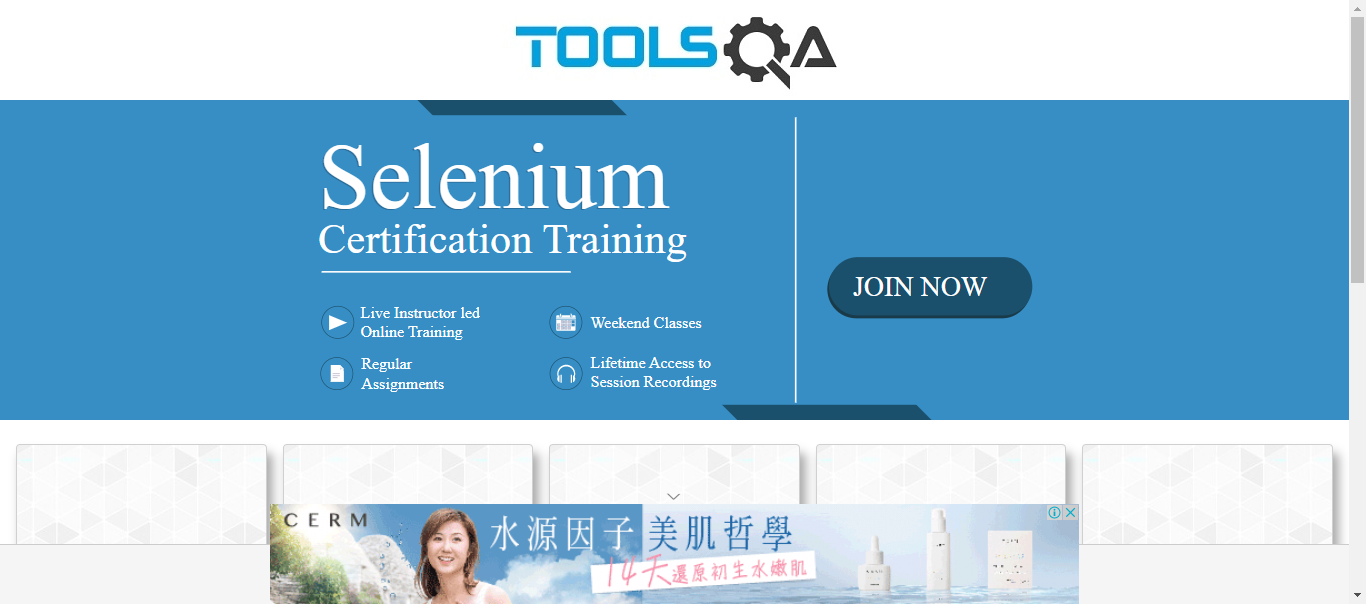 TOOLSQA
Selenium
Certification Training
Live Instructor led
Online Training
Weekend Classes
Regular
Assignments
Lifetime Access to
Session Recordings
JOIN NOW
CERM
水源因子 美肌哲學
14天還原初生水嫩肌